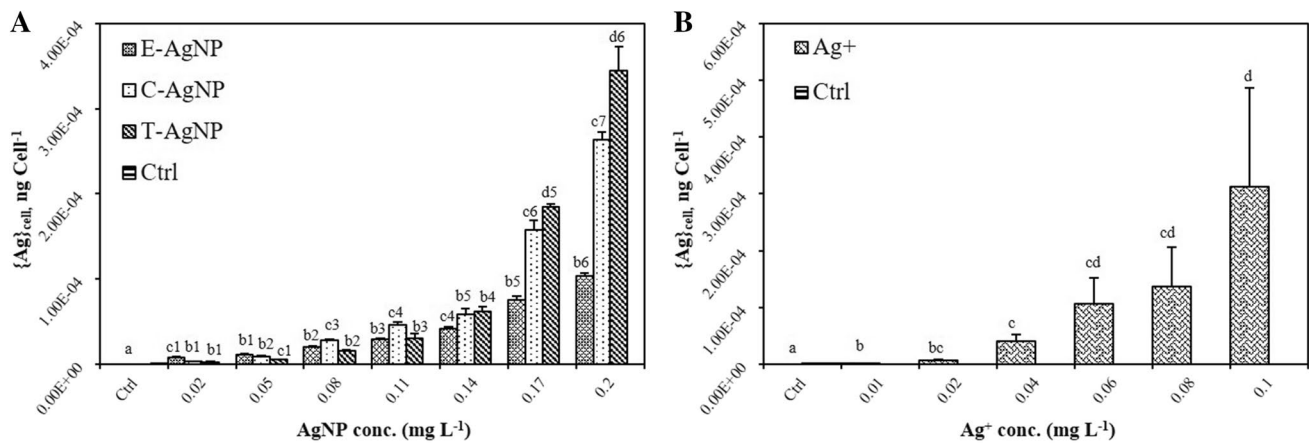 A
E-AgNP
C-AgNP
T-AgNP
Ctrl
{Ag}cell, ng Cell-1
4.00E-04
3.00E-04
2.00E-04
1.00E-04
0.00E+00
a
c1 b1 b1
b1 b2 c1
b2 c3 b2
b3 c4 b3
c4 b5 b4
b5 c6 d5
b6 c7 d6
Ctrl 0.02 0.05 0.08 0.11 0.14 0.17 0.2
AgNP conc. (mg L-1)
B
Ag+
Ctrl
{Ag}cell, ng Cell-1
6.00E-04
5.00E-04
4.00E-04
3.00E-04
2.00E-04
1.00E-04
0.00E+00
a b bc c cd cd d
Ctrl 0.01 0.02 0.04 0.06 0.08 0.1
Ag+ conc. (mg L-1)